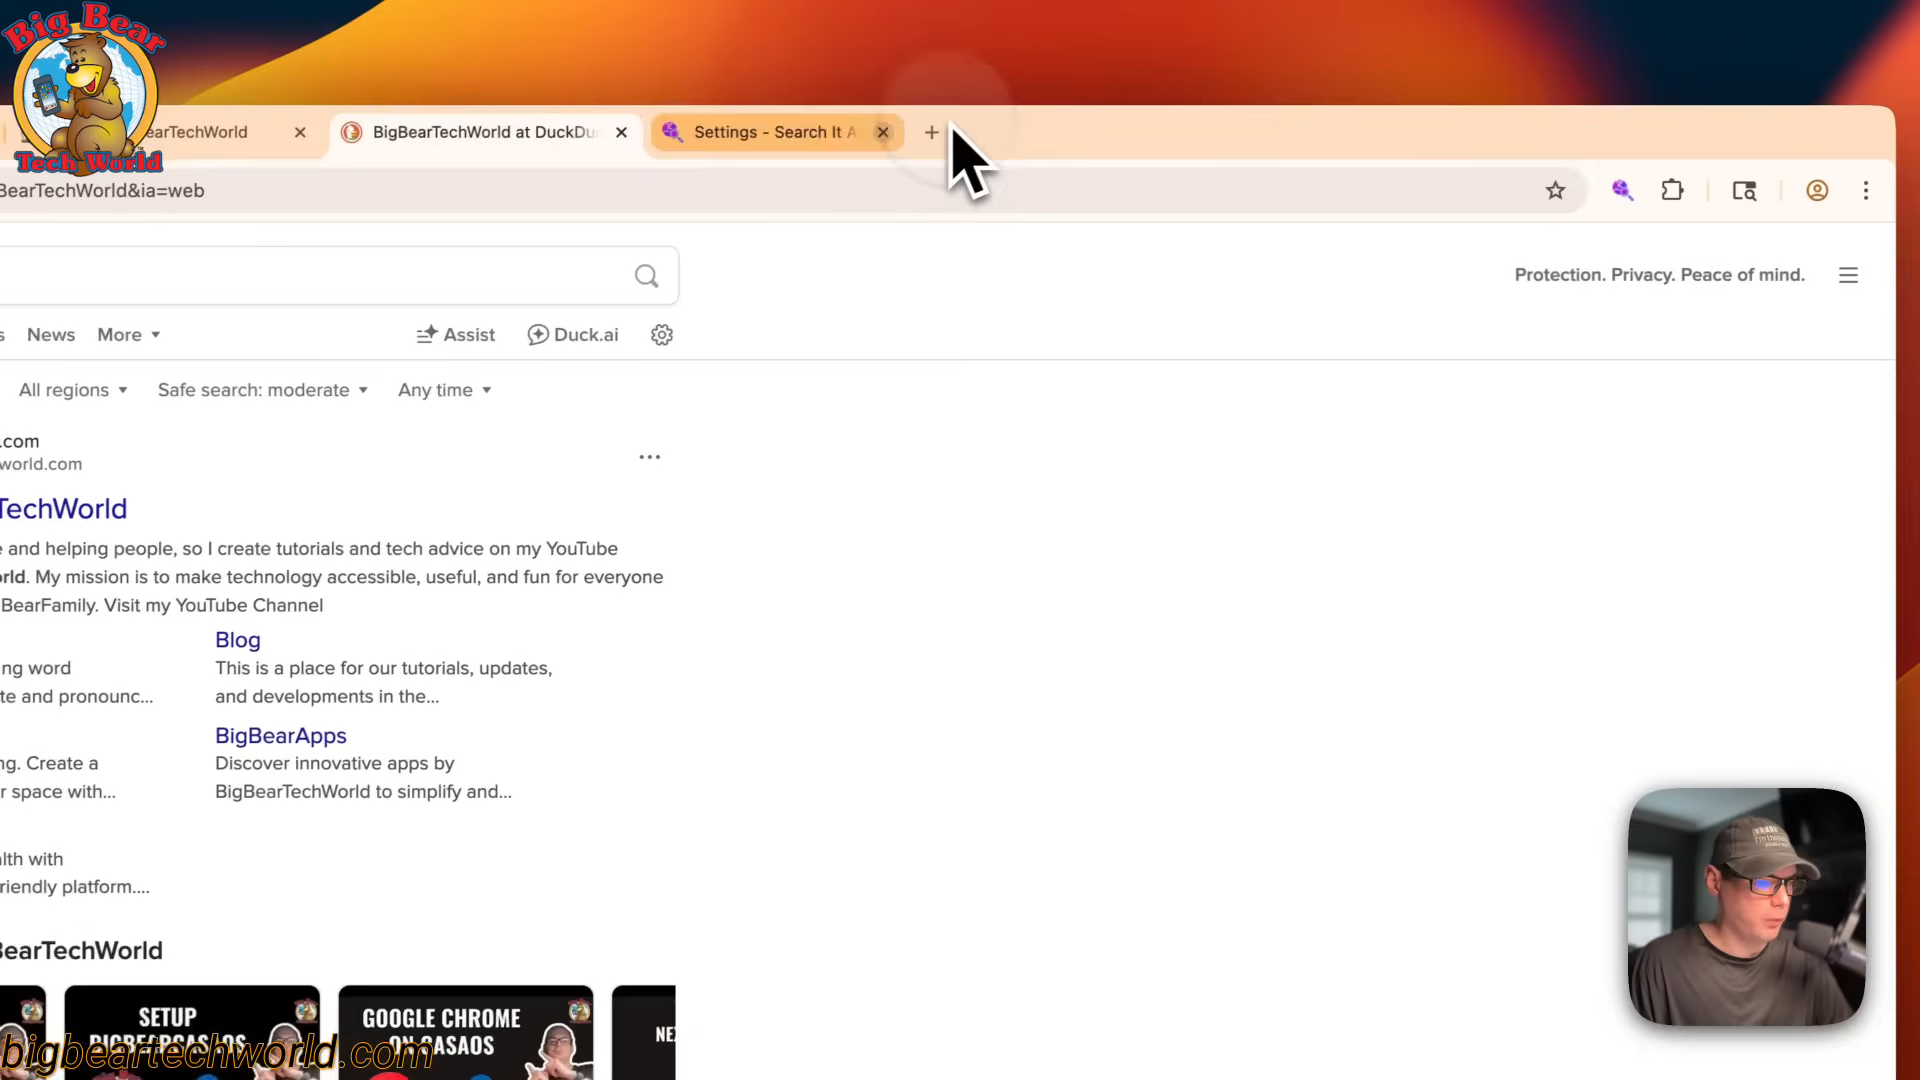 Big Bear
Tech World
earTechWorld
BigBearTechWorld at DuckDu
Settings - Search It A
BearTechWorld&ia=web
Protection. Privacy. Peace of mind.
s News More Assist Duck.ai
All regions Safe search: moderate Any time
.com
world.com
TechWorld
e and helping people, so I create tutorials and tech advice on my YouTube
rld. My mission is to make technology accessible, useful, and fun for everyone
BearFamily. Visit my YouTube Channel
Blog
ng word
This is a place for our tutorials, updates,
te and pronounc...
and developments in the...
BigBearApps
ng. Create a
Discover innovative apps by
r space with...
BigBearTechWorld to simplify and...
alth with
riendly platform....
BearTechWorld
SETUP
BIGBEARCASAOS
GOOGLE CHROME
ON CASAOS
NE
bigbeartechworld.com